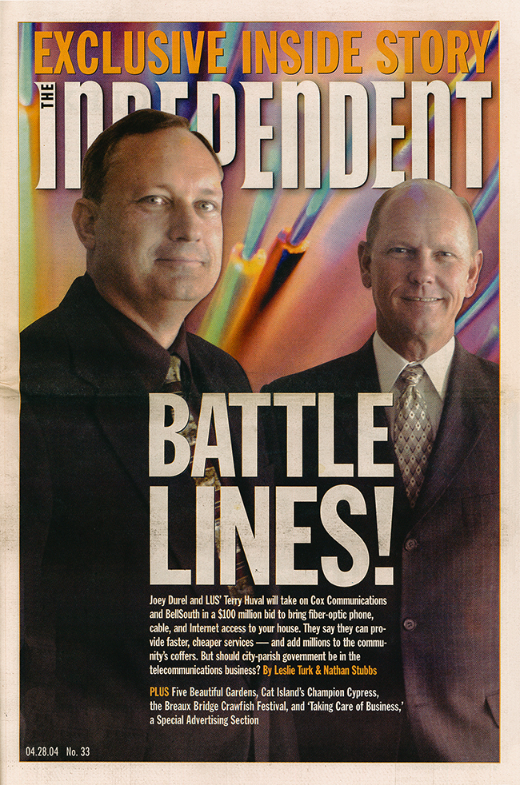 EXCLUSIVE INSIDE STORY
THE INDEPENDENT
BATTLE
LINES!
Joey Durel and LUS' Terry Huval will take on Cox Communications
and BellSouth in a $100 million bid to bring fiber-optic phone,
cable, and Internet access to your house. They say they can pro-
vide faster, cheaper services — and add millions to the commu-
nity's coffers. But should city-parish government be in the
telecommunications business? By Leslie Turk & Nathan Stubbs
PLUS Five Beautiful Gardens, Cat Island's Champion Cypress,
the Breaux Bridge Crawfish Festival, and 'Taking Care of Business,'
a Special Advertising Section
04.28.04 No. 33